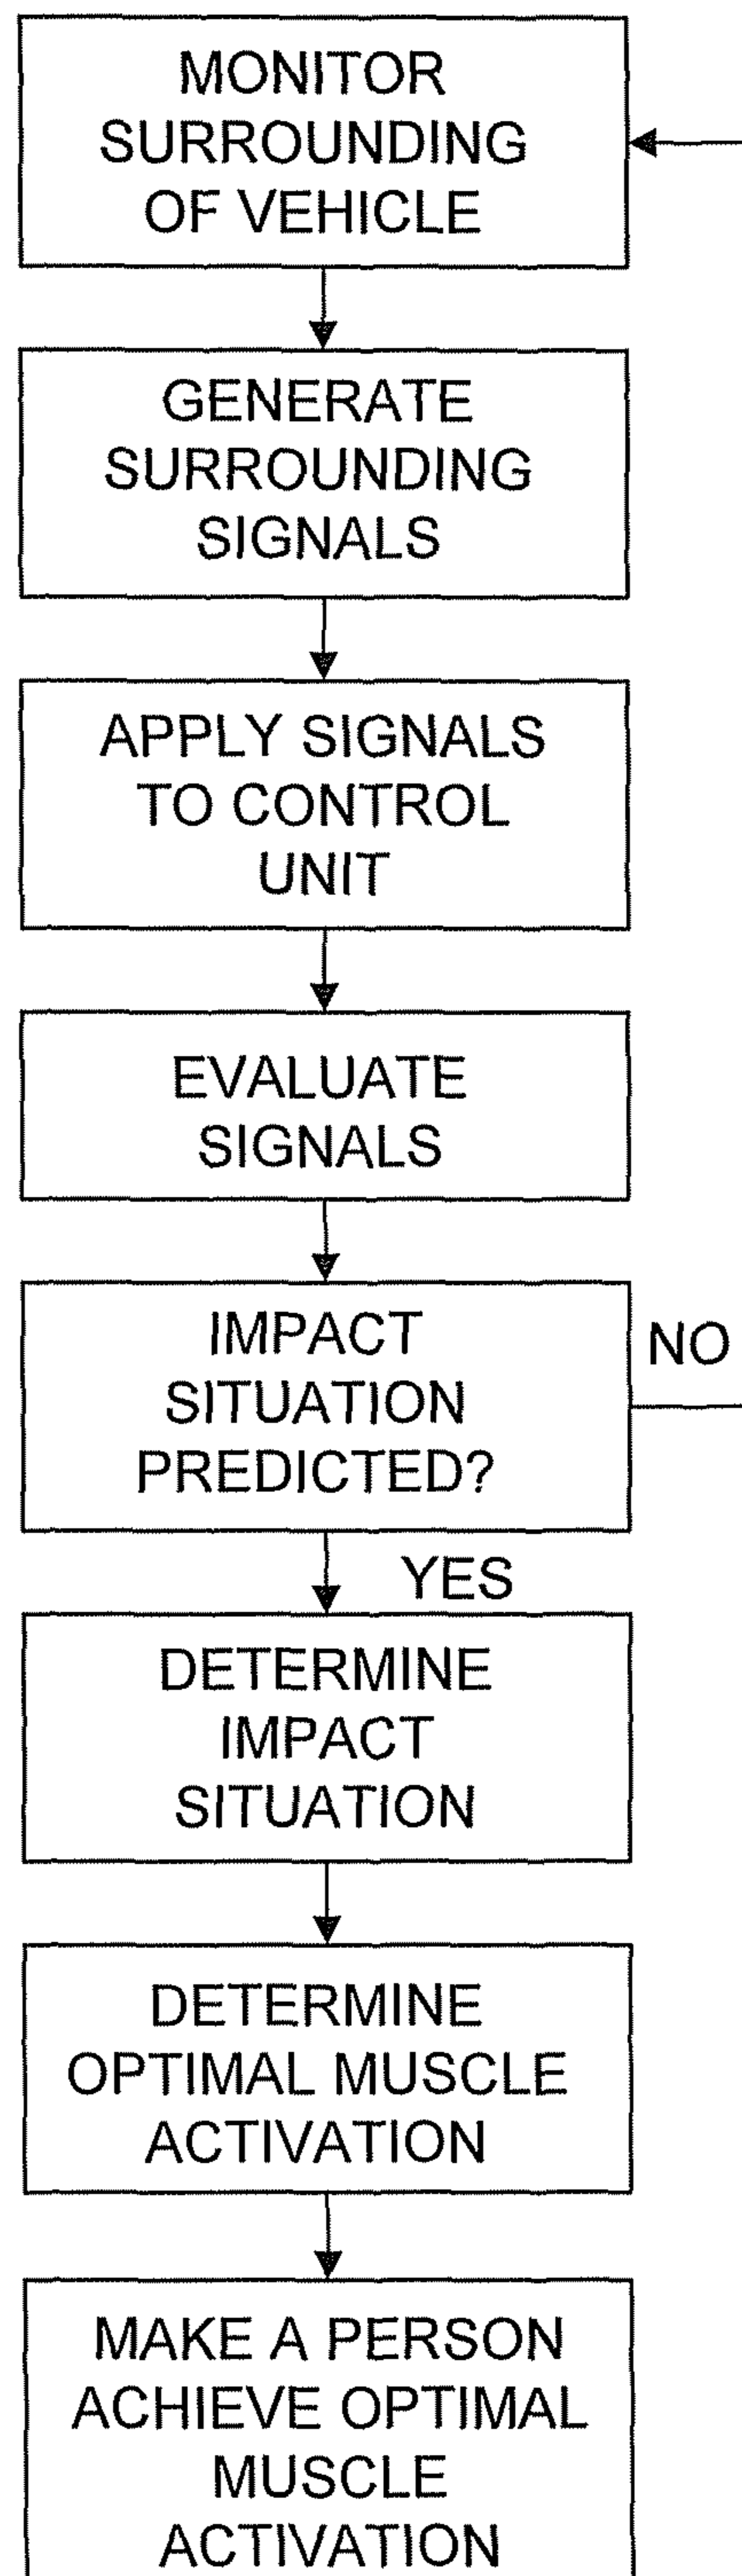 MONITOR
SURROUNDING
OF VEHICLE
GENERATE
SURROUNDING
SIGNALS
APPLY SIGNALS
TO CONTROL
UNIT
EVALUATE
SIGNALS
IMPACT
SITUATION
PREDICTED?
NO
YES
DETERMINE
IMPACT
SITUATION
DETERMINE
OPTIMAL MUSCLE
ACTIVATION
MAKE A PERSON
ACHIEVE OPTIMAL
MUSCLE
ACTIVATION